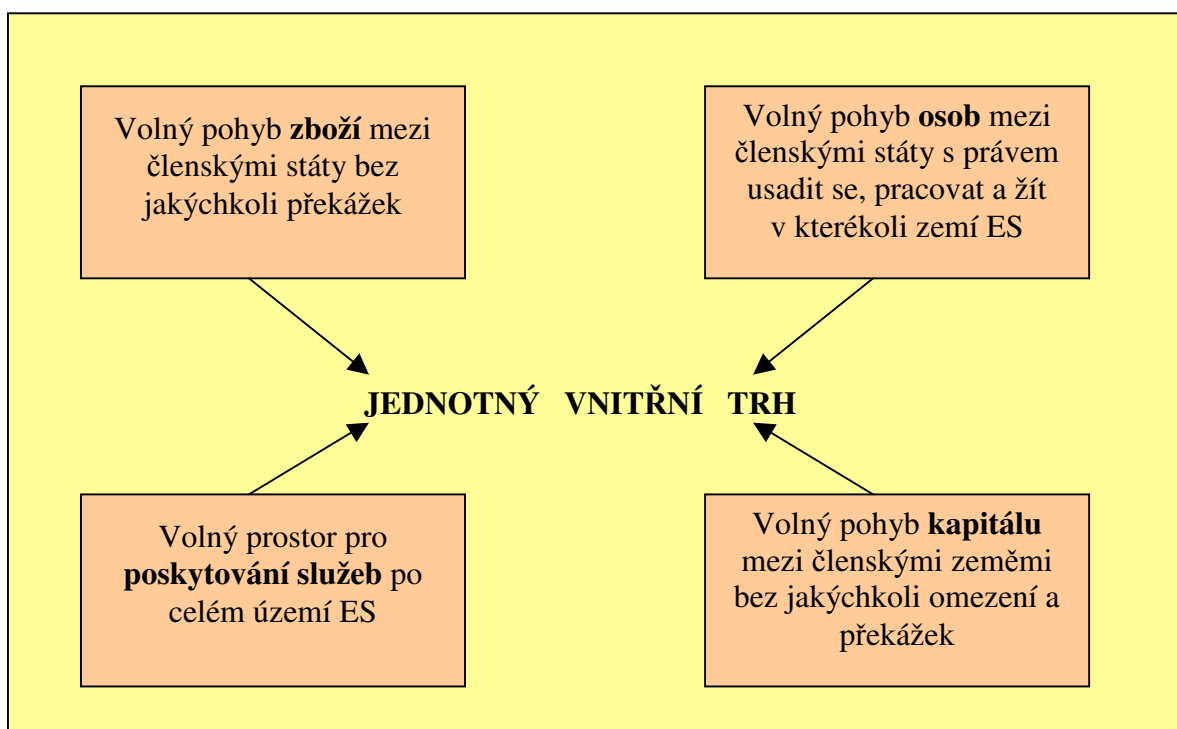 Volný pohyb zboží mezi
členskými státy bez
jakýchkoli překážek
Volný pohyb osob mezi
členskými státy s právem
usadit se, pracovat a žít
v kterékoli zemí ES
JEDNOTNÝ VNITŘNÍ TRH
Volný prostor pro
poskytování služeb po
celém území ES
Volný pohyb kapitálu
mezi členskými zeměmi
bez jakýchkoli omezení a
překážek